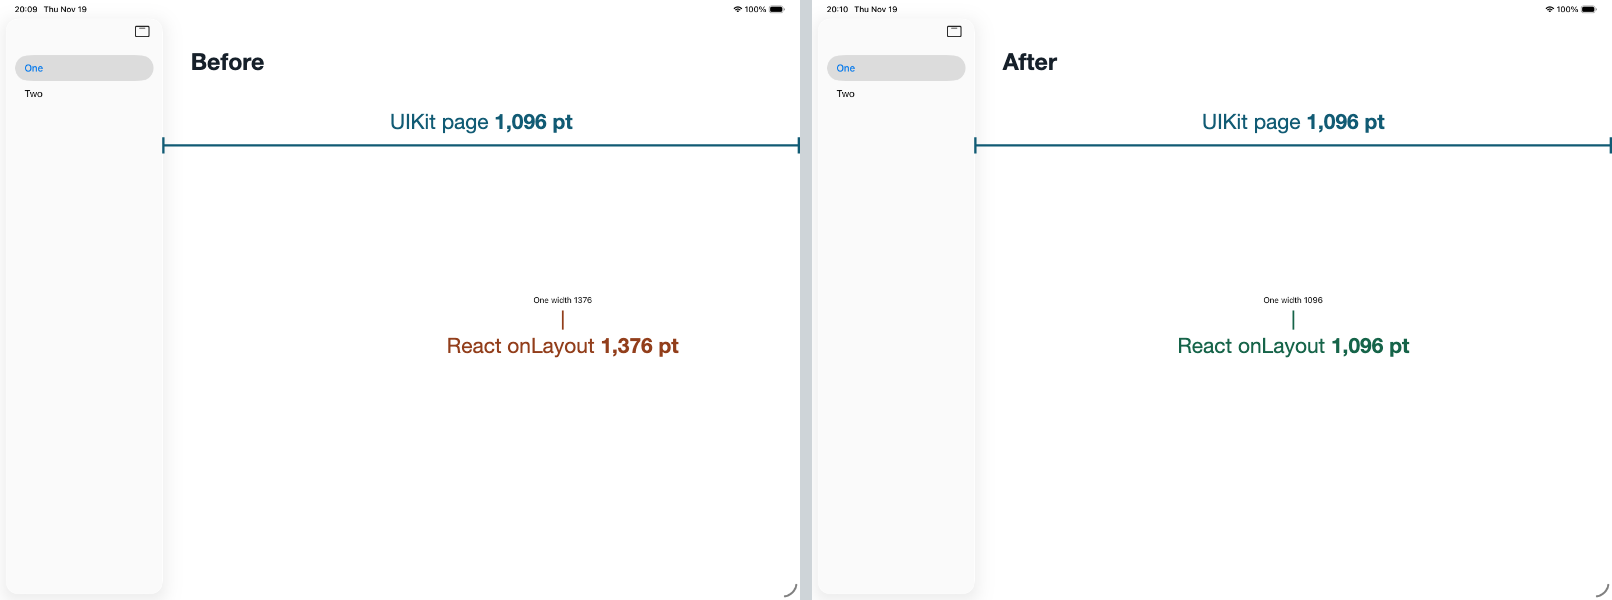 20:09 Thu Nov 19
100%
One
Two
Before
UIKit page 1,096 pt
One width 1376
React onLayout 1,376 pt
20:10 Thu Nov 19
100%
One
Two
After
UIKit page 1,096 pt
One width 1096
React onLayout 1,096 pt